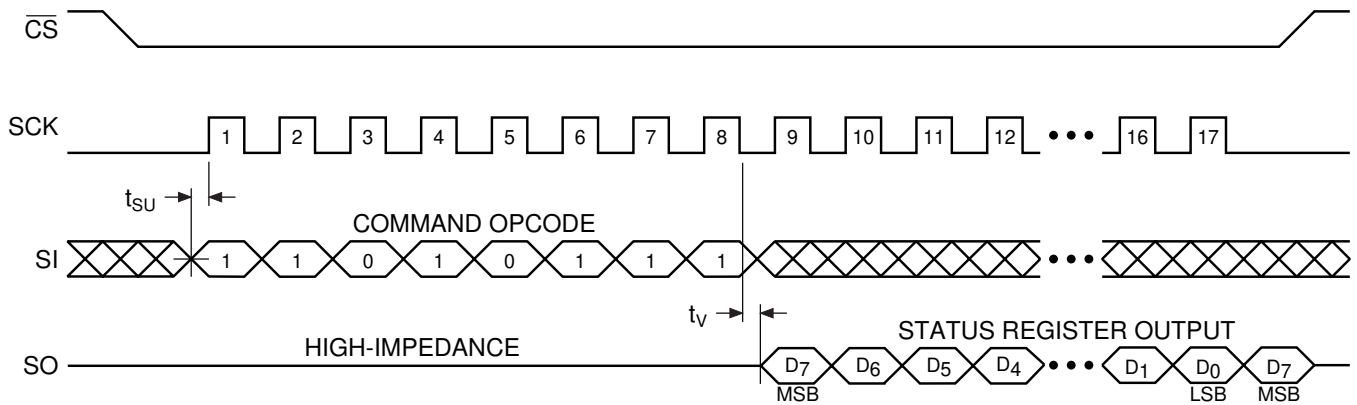 CS
SCK 1 2 3 4 5 6 7 8 9 10 11 12 ••• 16 17
tSU
COMMAND OPCODE
SI 1 1 0 1 0 1 1 1 •••
tV
STATUS REGISTER OUTPUT
HIGH-IMPEDANCE
SO D7 D6 D5 D4 ••• D1 D0 D7
MSB LSB MSB